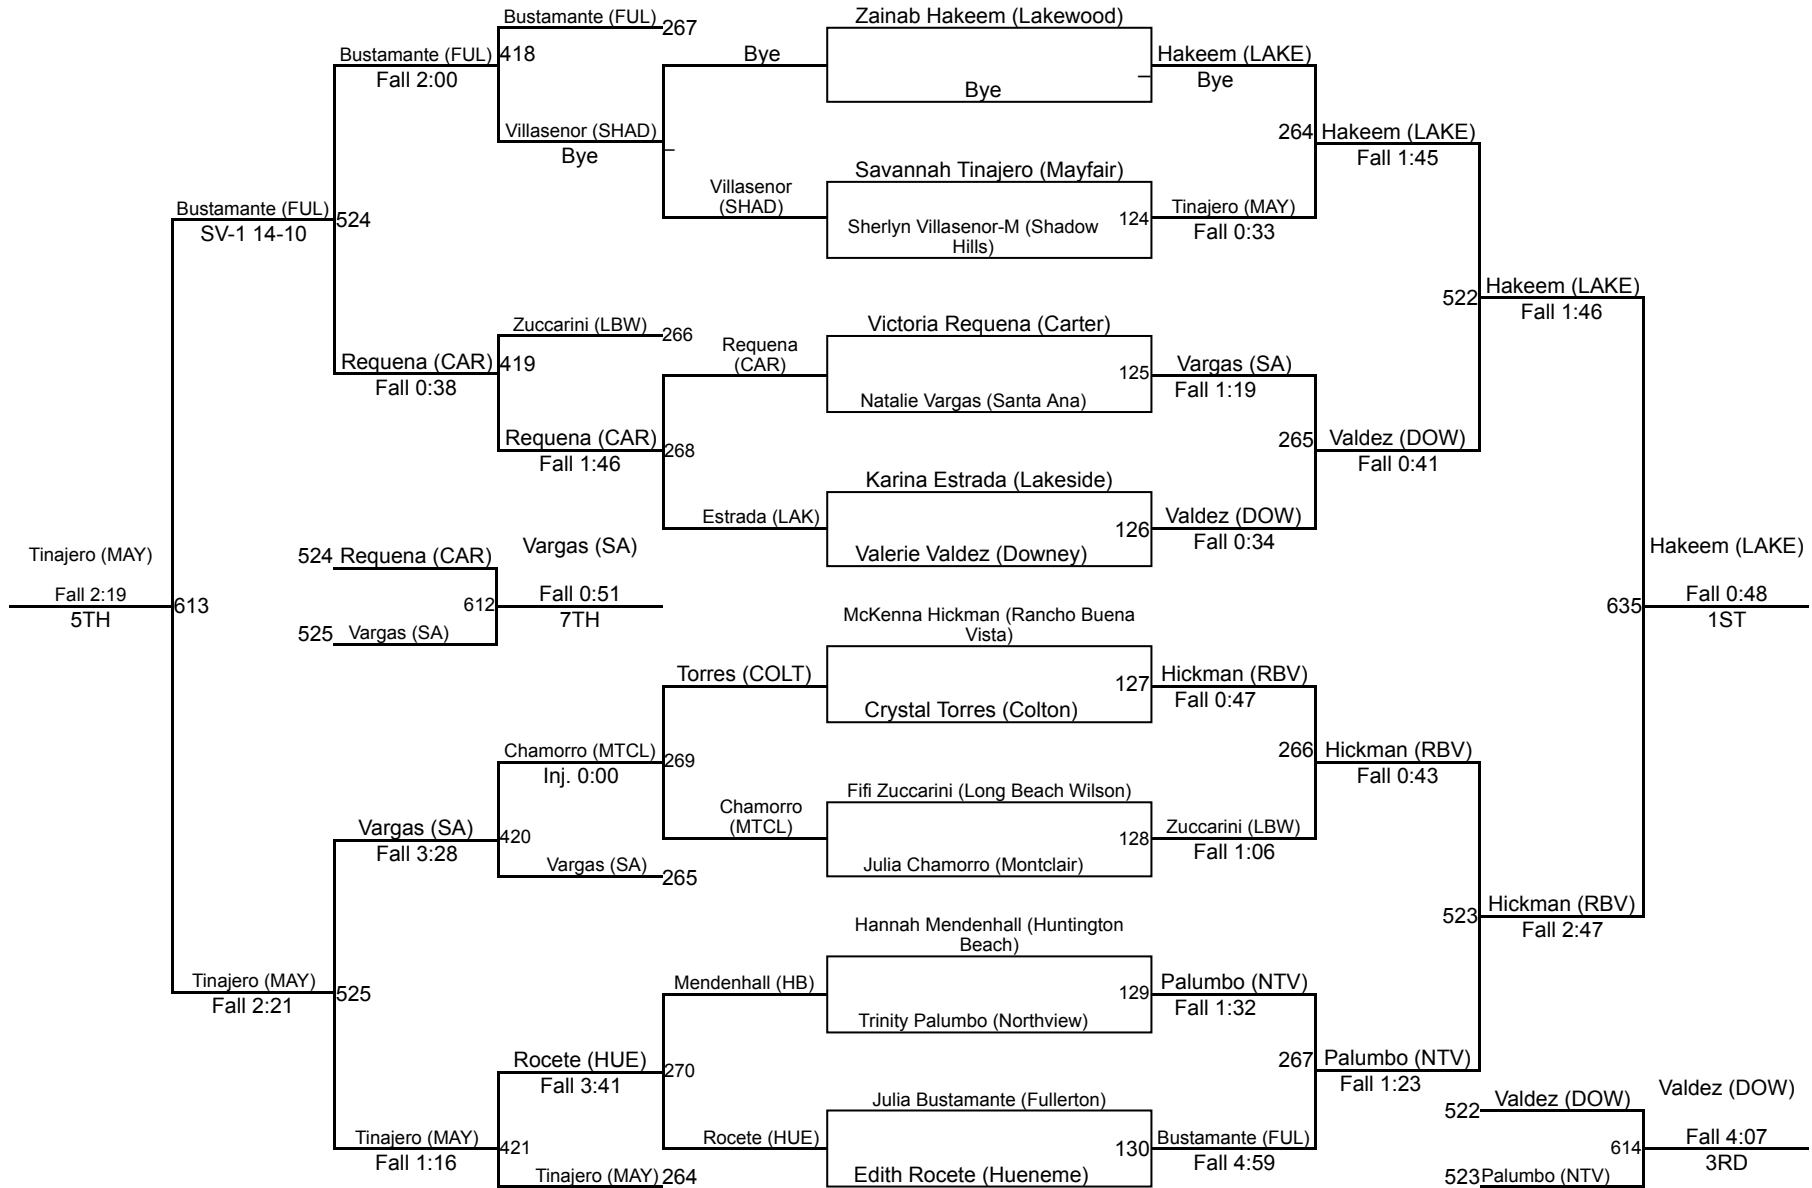 Bustamante (FUL)
267
Bustamante (FUL)
418
Fall 2:00
Villasenor (SHAD)
Bye
Bustamante (FUL)
524
SV-1 14-10
Zuccarini (LBW)
266
Requena (CAR)
419
Fall 0:38
Requena (CAR)
268
Fall 1:46
Bye
Villasenor
(SHAD)
Requena
(CAR)
Estrada (LAK)
524 Requena (CAR)
Vargas (SA)
612
Fall 0:51
7TH
525 Vargas (SA)
Tinajero (MAY)
Fall 2:19
613
5TH
Torres (COLT)
Chamorro (MTCL)
269
Inj. 0:00
Chamorro
(MTCL)
Vargas (SA)
420
Fall 3:28
Vargas (SA)
265
Tinajero (MAY)
525
Fall 2:21
Mendenhall (HB)
Rocete (HUE)
270
Fall 3:41
Rocete (HUE)
Tinajero (MAY)
421
Fall 1:16
Tinajero (MAY) 264
Zainab Hakeem (Lakewood)
Bye
Savannah Tinajero (Mayfair)
124
Sherlyn Villasenor-M (Shadow
Hills)
Victoria Requena (Carter)
125
Natalie Vargas (Santa Ana)
Karina Estrada (Lakeside)
126
Valerie Valdez (Downey)
McKenna Hickman (Rancho Buena
Vista)
127
Crystal Torres (Colton)
Fifi Zuccarini (Long Beach Wilson)
128
Julia Chamorro (Montclair)
Hannah Mendenhall (Huntington
Beach)
129
Trinity Palumbo (Northview)
Julia Bustamante (Fullerton)
130
Edith Rocete (Hueneme)
Hakeem (LAKE)
Bye
264 Hakeem (LAKE)
Fall 1:45
Tinajero (MAY)
Fall 0:33
522 Hakeem (LAKE)
Fall 1:46
Vargas (SA)
Fall 1:19
265 Valdez (DOW)
Fall 0:41
Valdez (DOW)
Fall 0:34
Hakeem (LAKE)
635
Fall 0:48
1ST
Hickman (RBV)
Fall 0:47
266 Hickman (RBV)
Fall 0:43
Zuccarini (LBW)
Fall 1:06
523 Hickman (RBV)
Fall 2:47
Palumbo (NTV)
Fall 1:32
267 Palumbo (NTV)
Fall 1:23
Bustamante (FUL)
Fall 4:59
522 Valdez (DOW)
Valdez (DOW)
614
Fall 4:07
3RD
523 Palumbo (NTV)